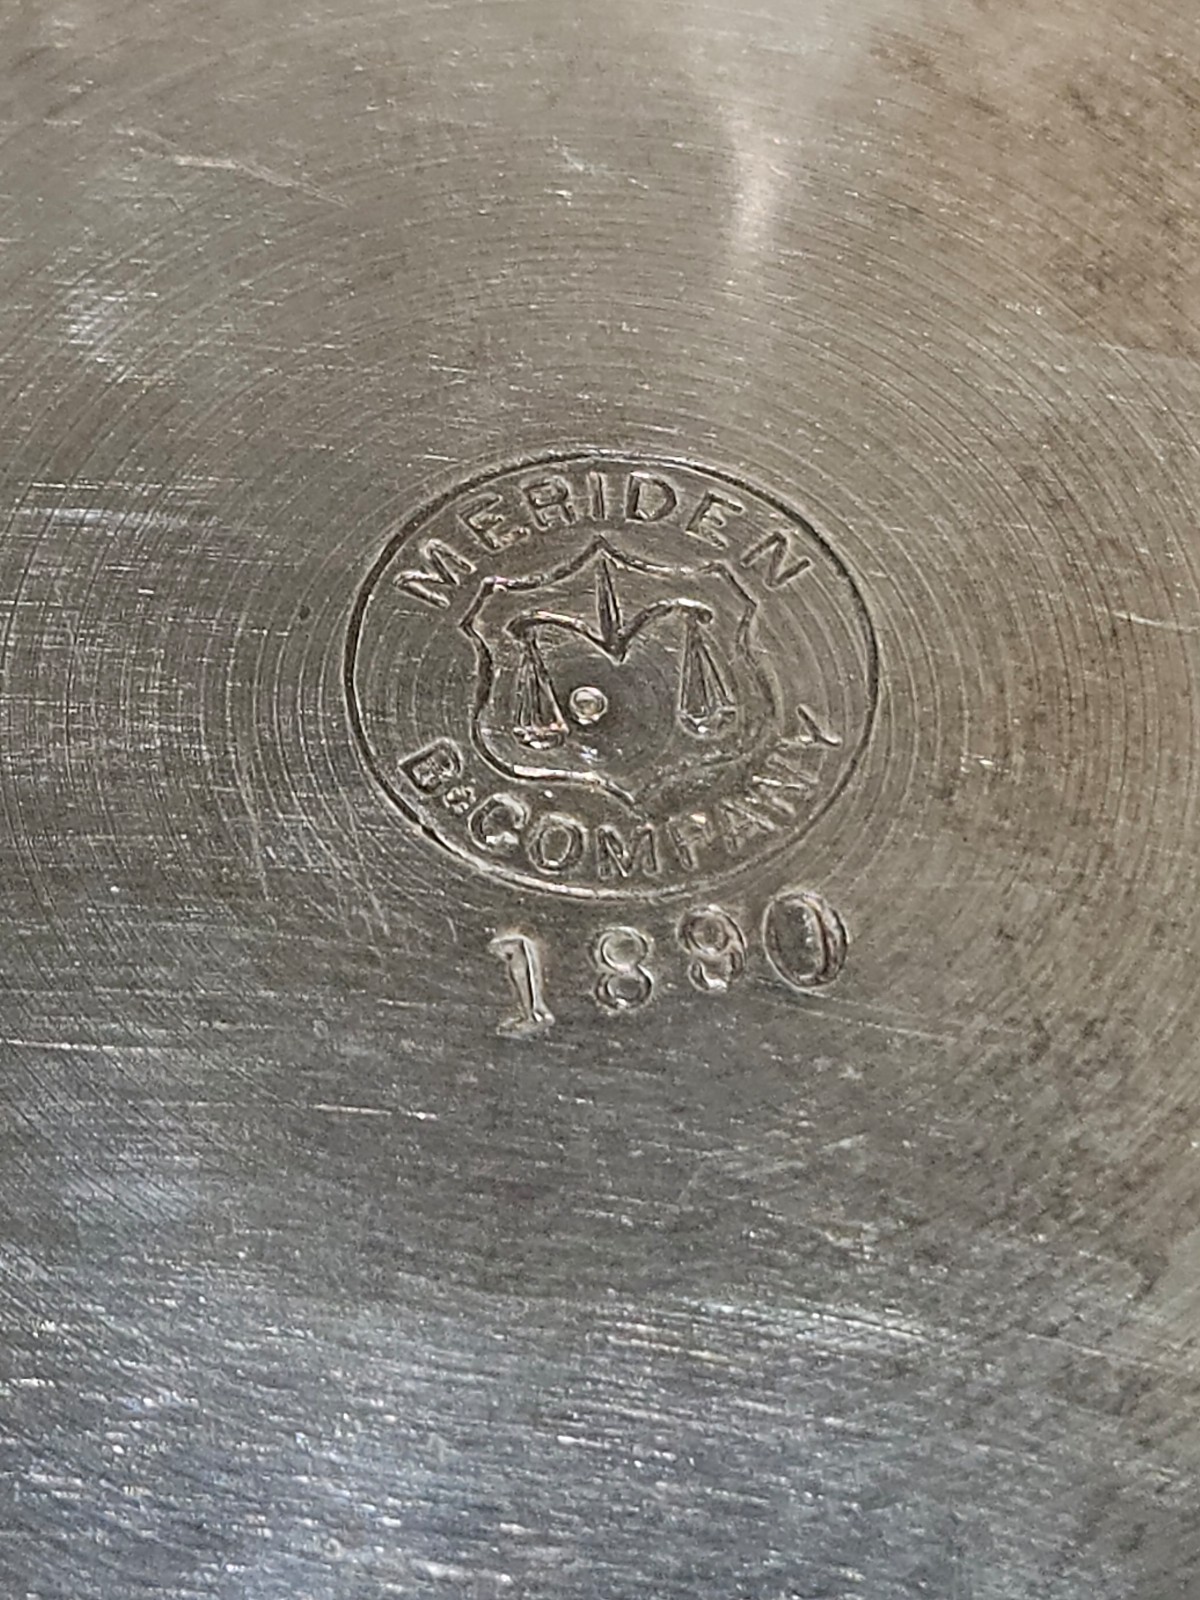 MERIDEN
B. COMPANY
1890